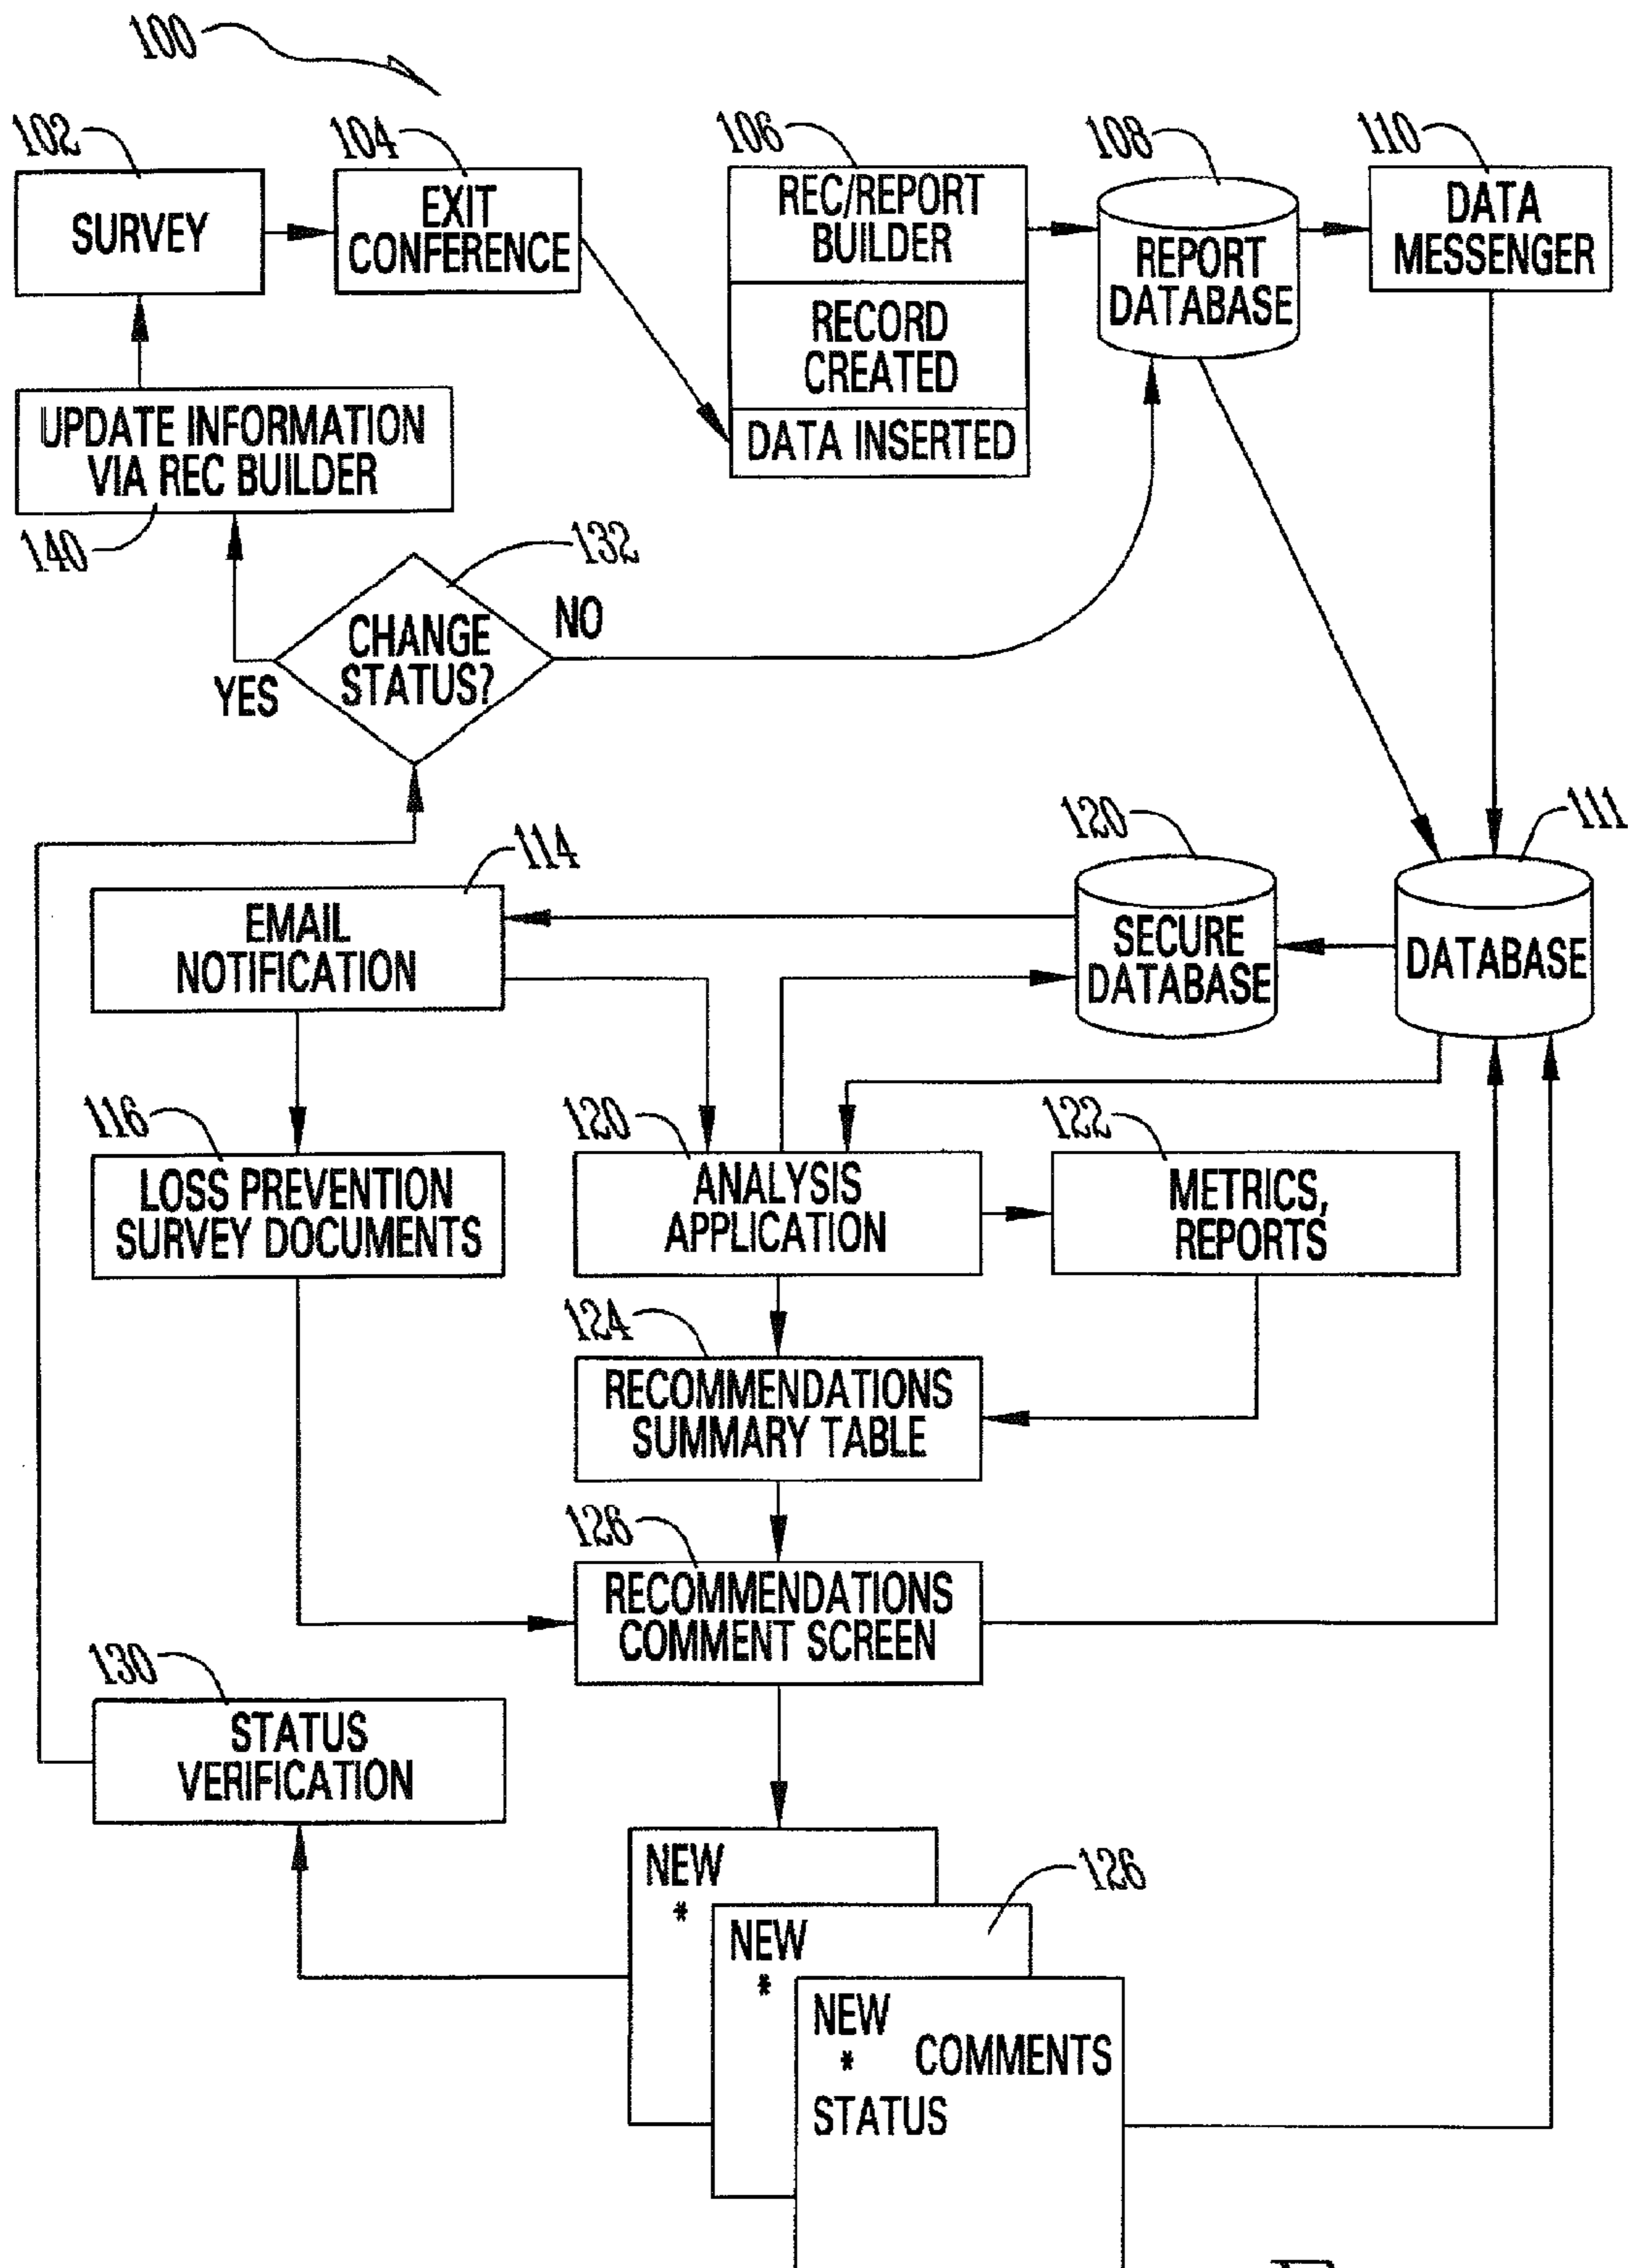 100
102
104
106
108
110
SURVEY
EXIT
CONFERENCE
REC/REPORT
BUILDER
RECORD
CREATED
DATA INSERTED
REPORT
DATABASE
DATA
MESSENGER
UPDATE INFORMATION
VIA REC BUILDER
140
132
CHANGE
STATUS?
NO
YES
114
120
111
EMAIL
NOTIFICATION
SECURE
DATABASE
DATABASE
116
120
122
LOSS PREVENTION
SURVEY DOCUMENTS
ANALYSIS
APPLICATION
METRICS,
REPORTS
124
RECOMMENDATIONS
SUMMARY TABLE
126
RECOMMENDATIONS
COMMENT SCREEN
130
STATUS
VERIFICATION
126
NEW
*
NEW
*
NEW
* COMMENTS
STATUS